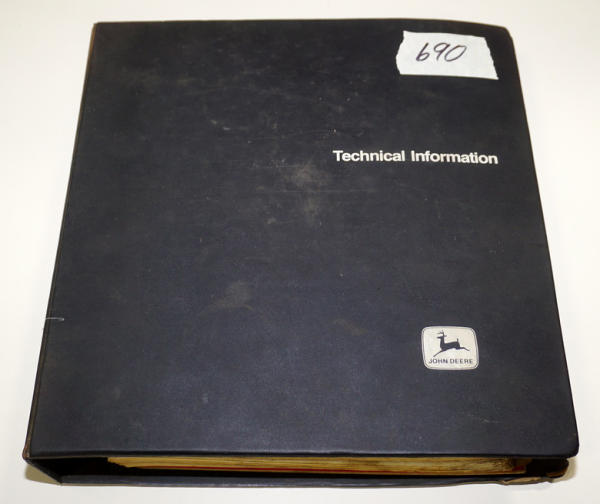 690
Technical Information
JOHN DEERE